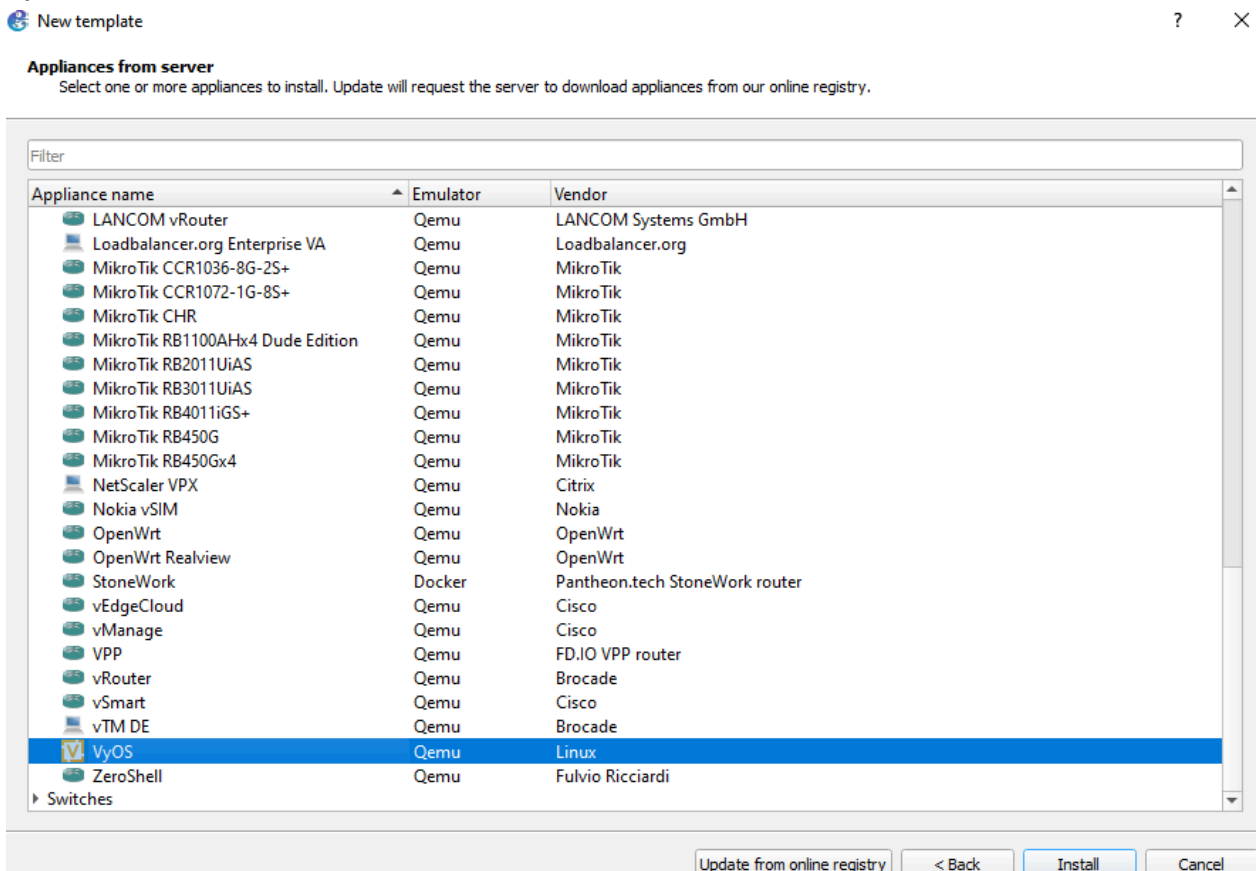 New template
?
Appliances from server
Select one or more appliances to install. Update will request the server to download appliances from our online registry.
Filter
Appliance name Emulator Vendor
LANCOM vRouter Qemu LANCOM Systems GmbH
Loadbalancer.org Enterprise VA Qemu Loadbalancer.org
MikroTik CCR1036-8G-2S+ Qemu MikroTik
MikroTik CCR1072-1G-8S+ Qemu MikroTik
MikroTik CHR Qemu MikroTik
MikroTik RB1100AHx4 Dude Edition Qemu MikroTik
MikroTik RB2011UiAS Qemu MikroTik
MikroTik RB3011UiAS Qemu MikroTik
MikroTik RB4011iGS+ Qemu MikroTik
MikroTik RB450G Qemu MikroTik
MikroTik RB450Gx4 Qemu MikroTik
NetScaler VPX Qemu Citrix
Nokia vSIM Qemu Nokia
OpenWrt Qemu OpenWrt
OpenWrt Realview Qemu OpenWrt
StoneWork Docker Pantheon.tech StoneWork router
vEdgeCloud Qemu Cisco
vManage Qemu Cisco
VPP Qemu FD.IO VPP router
vRouter Qemu Brocade
vSmart Qemu Cisco
vTM DE Qemu Brocade
VyOS Qemu Linux
ZeroShell Qemu Fulvio Ricciardi
Switches
Update from online registry < Back Install Cancel